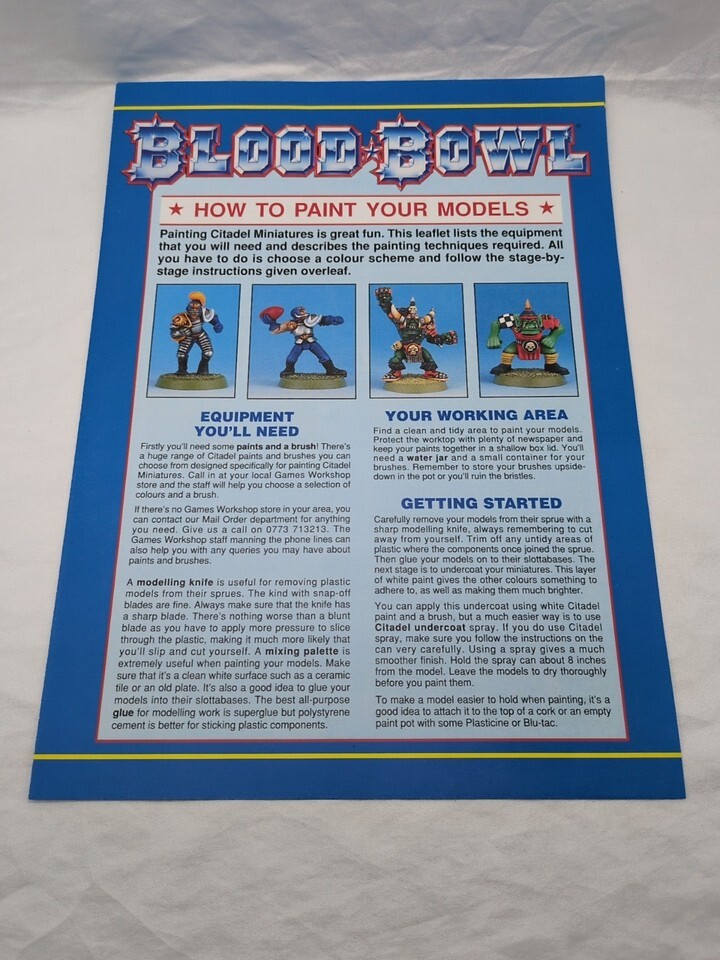 BLOOD★BOWL
★ HOW TO PAINT YOUR MODELS ★
Painting Citadel Miniatures is great fun. This leaflet lists the equipment
that you will need and describes the painting techniques required. All
you have to do is choose a colour scheme and follow the stage-by-
stage instructions given overleaf.
EQUIPMENT
YOU'LL NEED
Firstly you'll need some paints and a brush! There's
a huge range of Citadel paints and brushes you can
choose from designed specifically for painting Citadel
Miniatures. Call in at your local Games Workshop
store and the staff will help you choose a selection of
colours and a brush.
If there's no Games Workshop store in your area, you
can contact our Mail Order department for anything
you need. Give us a call on 0773 713213. The
Games Workshop staff manning the phone lines can
also help you with any queries you may have about
paints and brushes.
A modelling knife is useful for removing plastic
models from their sprues. The kind with snap-off
blades are fine. Always make sure that the knife has
a sharp blade. There's nothing worse than a blunt
blade as you have to apply more pressure to slice
through the plastic, making it much more likely that
you'll slip and cut yourself. A mixing palette is
extremely useful when painting your models. Make
sure that it's a clean white surface such as a ceramic
tile or an old plate. It's also a good idea to glue your
models into their slottabases. The best all-purpose
glue for modelling work is superglue but polystyrene
cement is better for sticking plastic components.
YOUR WORKING AREA
Find a clean and tidy area to paint your models.
Protect the worktop with plenty of newspaper and
keep your paints together in a shallow box lid. You'll
need a water jar and a small container for your
brushes. Remember to store your brushes upside-
down in the pot or you'll ruin the bristles.
GETTING STARTED
Carefully remove your models from their sprue with a
sharp modelling knife, always remembering to cut
away from yourself. Trim off any untidy areas of
plastic where the components once joined the sprue.
Then glue your models on their slottabases. The
next stage is to undercoat your miniatures. This layer
of white paint gives the other colours something to
adhere to, as well as making them much brighter.
You can apply this undercoat using white Citadel
paint and a brush, but a much easier way is to use
Citadel undercoat spray. If you do use Citadel
spray, make sure you follow the instructions on the
can very carefully. Using a spray gives a much
smoother finish. Hold the spray can about 8 inches
from the model. Leave the models to dry thoroughly
before you paint them.
To make a model easier to hold when painting, it's a
good idea to attach it to the top of a cork or an empty
paint pot with some Plasticine or Blu-tac.